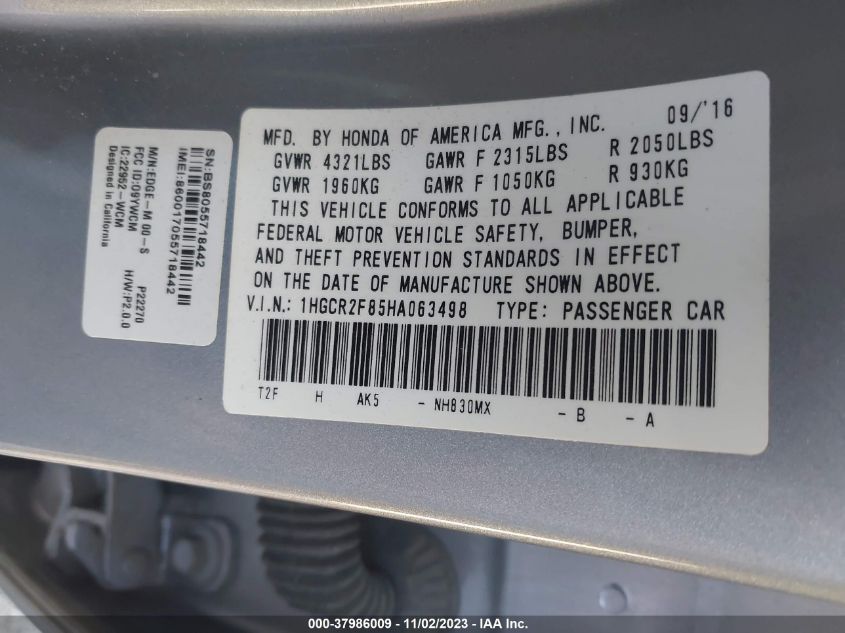 SN:BS8055718442
IMEI:860017055718442
M/N:EDGE-M 00-S P22270
FCC ID:O9YWCM H/W:P2.0.0
IC:22952-WCM
Designed in California
09/'16
MFD. BY HONDA OF AMERICA MFG., INC.
GVWR 4321LBS GAWR F 2315LBS R 2050LBS
GVWR 1960KG GAWR F 1050KG R 930KG
THIS VEHICLE CONFORMS TO ALL APPLICABLE
FEDERAL MOTOR VEHICLE SAFETY, BUMPER,
AND THEFT PREVENTION STANDARDS IN EFFECT
ON THE DATE OF MANUFACTURE SHOWN ABOVE.
V.I.N.: 1HGCR2F85HA063498 TYPE: PASSENGER CAR
T2F H AK5 - NH830MX - B - A
000-37986009 - 11/02/2023 - IAA Inc.